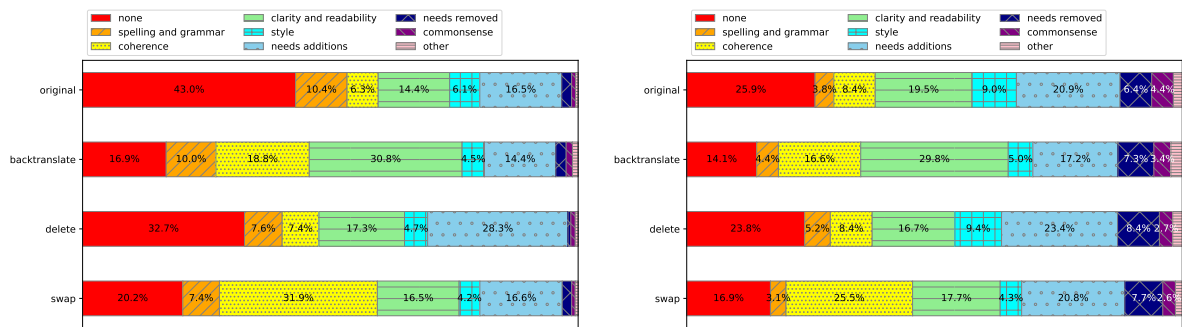 none clarity and readability needs removed
spelling and grammar style commonsense
coherence needs additions other
original 43.0% 10.4% 6.3% 14.4% 6.1% 16.5%
backtranslate 16.9% 10.0% 18.8% 30.8% 4.5% 14.4%
delete 32.7% 7.6% 7.4% 17.3% 4.7% 28.3%
swap 20.2% 7.4% 31.9% 16.5% 4.2% 16.6%
none clarity and readability needs removed
spelling and grammar style commonsense
coherence needs additions other
original 25.9% 3.8% 8.4% 19.5% 9.0% 20.9% 6.4% 4.4%
backtranslate 14.1% 4.4% 16.6% 29.8% 5.0% 17.2% 7.3% 3.4%
delete 23.8% 5.2% 8.4% 16.7% 9.4% 23.4% 8.4% 2.7%
swap 16.9% 3.1% 25.5% 17.7% 4.3% 20.8% 7.7% 2.6%